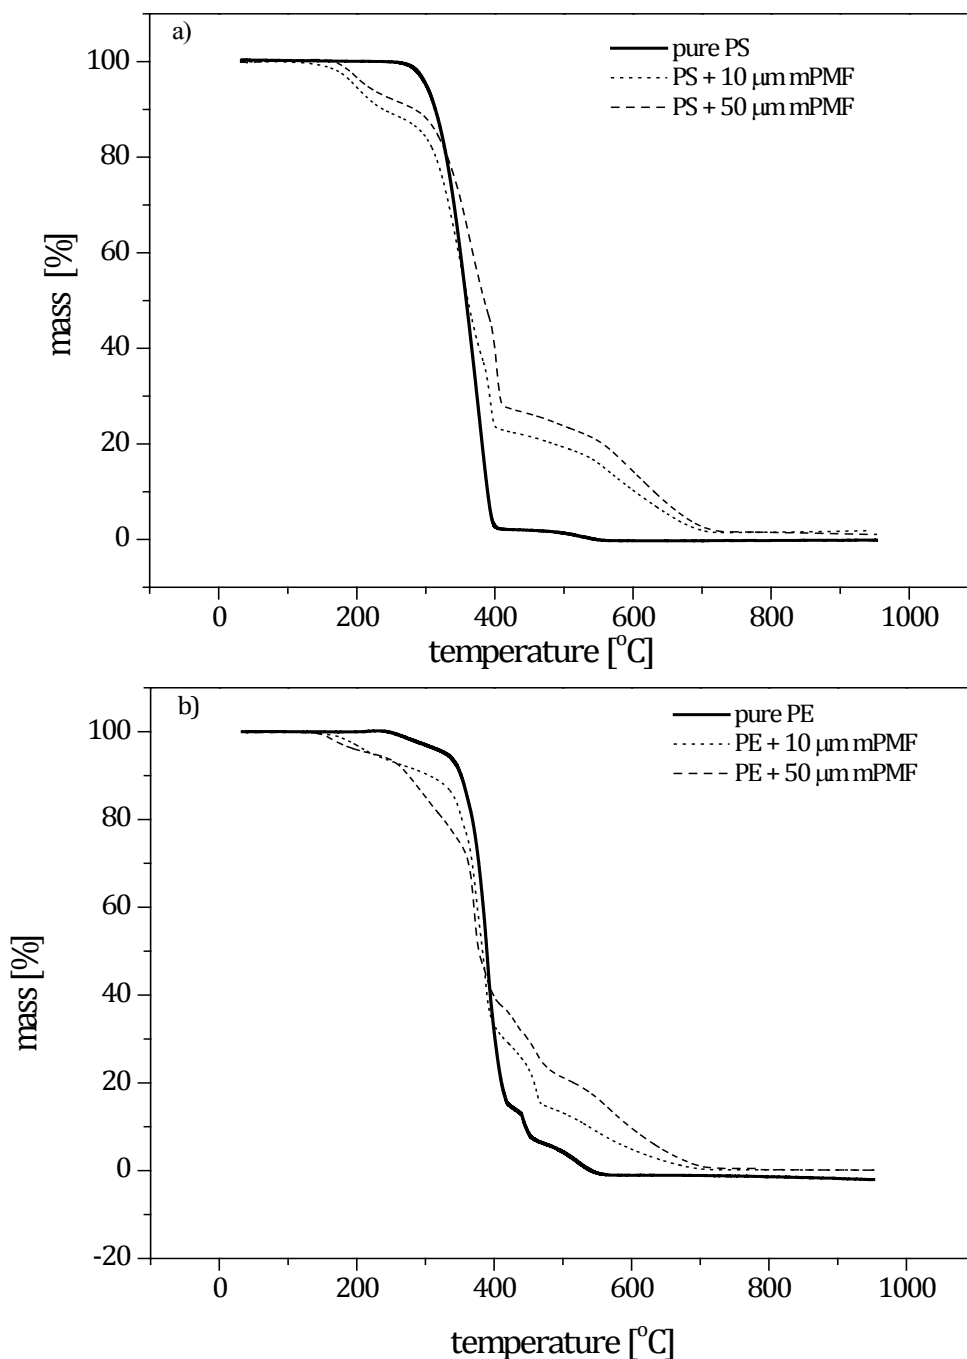 a)
pure PS
PS + 10 μm mPMF
PS + 50 μm mPMF
100
80
60
40
20
0
mass [%]
0 200 400 600 800 1000
temperature [°C]
b)
pure PE
PE + 10 μm mPMF
PE + 50 μm mPMF
100
80
60
40
20
0
-20
mass [%]
0 200 400 600 800 1000
temperature [°C]